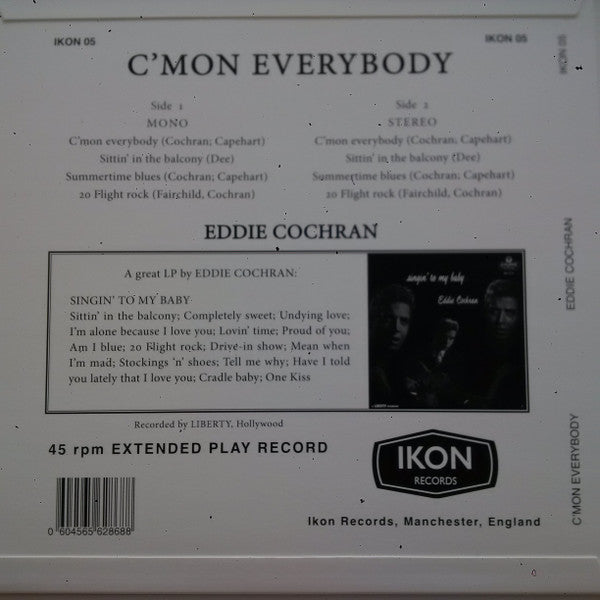 IKON 05
IKON 05
IKON 05
C'MON EVERYBODY
Side 1
MONO
C'mon everybody (Cochran; Capehart)
Sittin' in the balcony (Dee)
Summertime blues (Cochran; Capehart)
20 Flight rock (Fairchild, Cochran)
Side 2
STEREO
C'mon everybody (Cochran; Capehart)
Sittin' in the balcony (Dee)
Summertime blues (Cochran; Capehart)
20 Flight rock (Fairchild, Cochran)
EDDIE COCHRAN
A great LP by EDDIE COCHRAN:
SINGIN' TO MY BABY
Sittin' in the balcony; Completely sweet; Undying love;
I'm alone because I love you; Lovin' time; Proud of you;
Am I blue; 20 Flight rock; Drive-in show; Mean when
I'm mad; Stockings 'n' shoes; Tell me why; Have I told
you lately that I love you; Cradle baby; One Kiss
singin' to my baby
Eddie Cochran
Recorded by LIBERTY, Hollywood
45 rpm EXTENDED PLAY RECORD
IKON
RECORDS
0 604565 628688
Ikon Records, Manchester, England
EDDIE COCHRAN
C'MON EVERYBODY